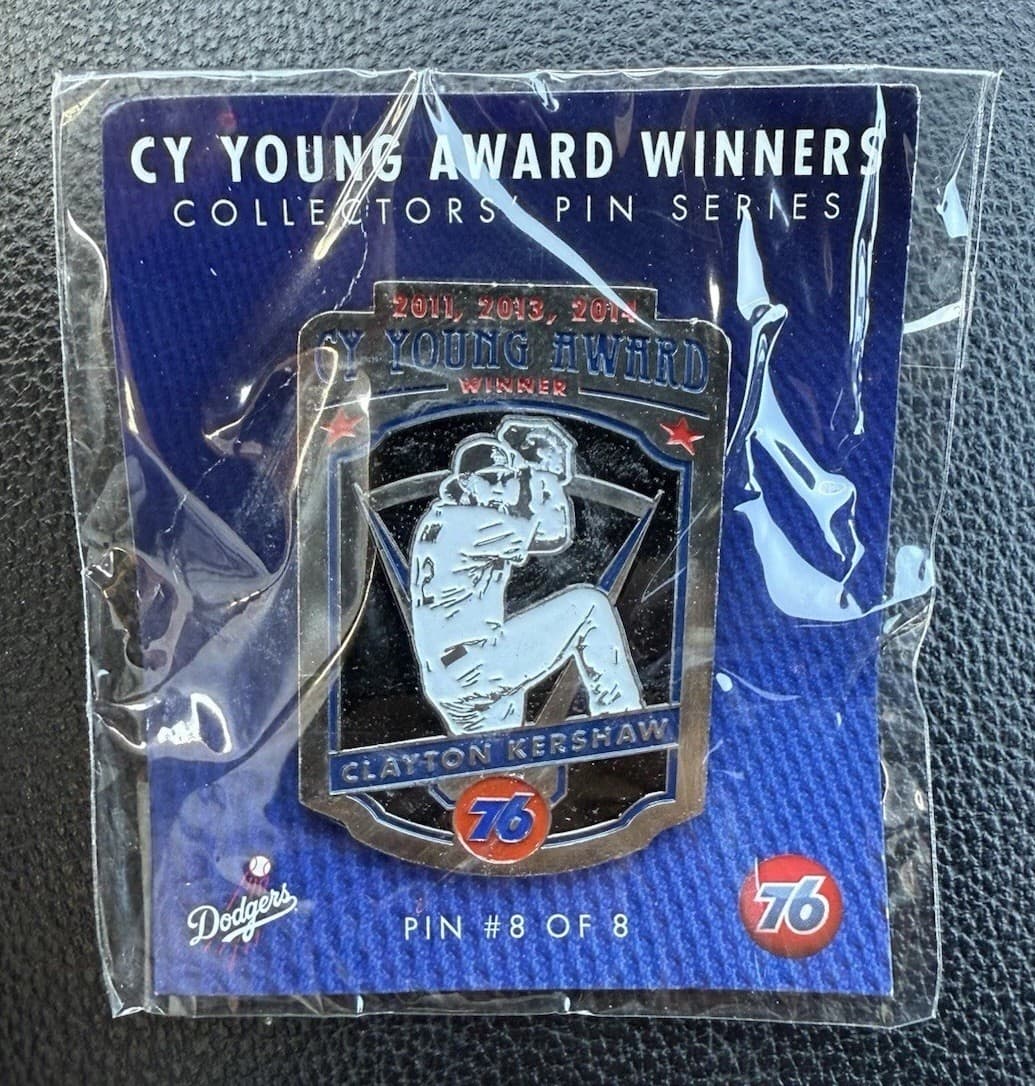 CY YOUNG AWARD WINNERS
COLLECTORS' PIN SERIES
2011, 2013, 2014
CY YOUNG AWARD
WINNER
CLAYTON KERSHAW
76
Dodgers
PIN #8 OF 8
76